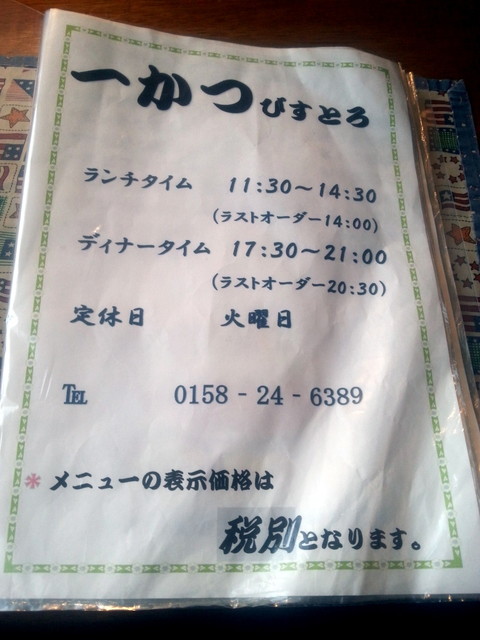 一かつびすとろ
ランチタイム 11:30～14:30
(ラストオーダー14:00)
ディナータイム 17:30～21:00
(ラストオーダー20:30)
定休日 火曜日
℡ 0158-24-6389
*メニューの表示価格は
税別となります。